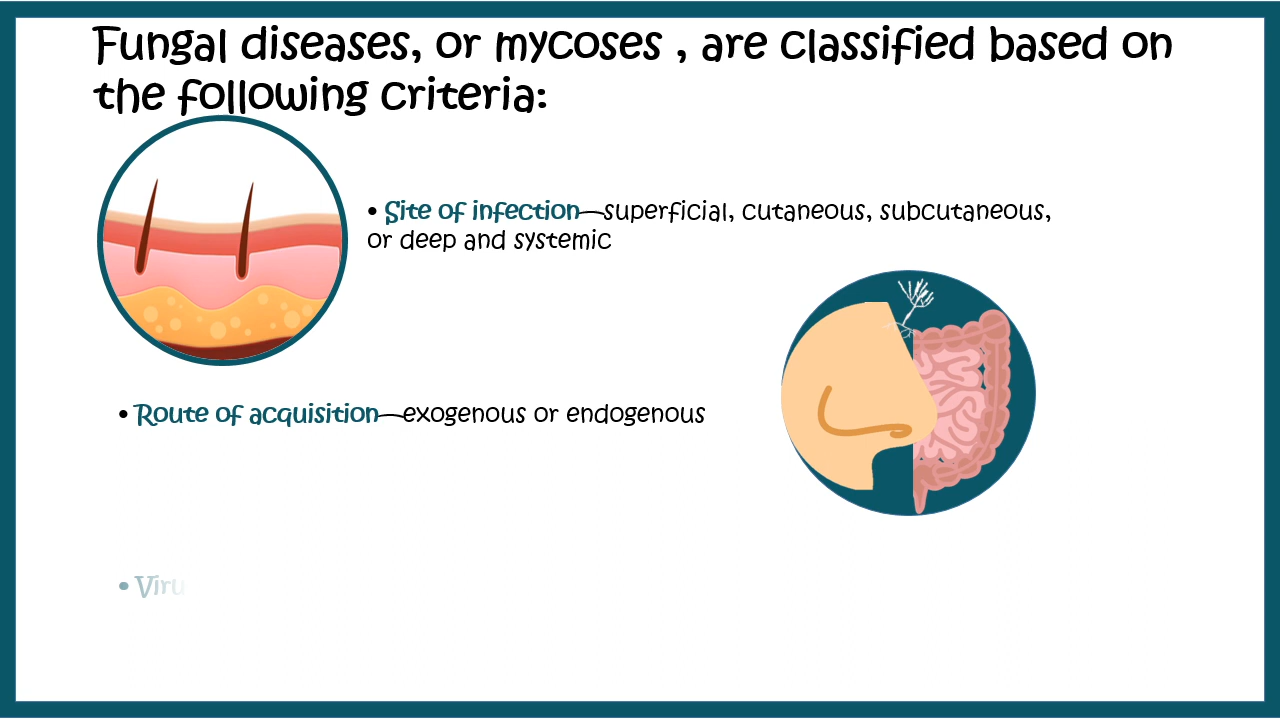 Fungal diseases, or mycoses , are classified based on
the following criteria:
• Site of infection—superficial, cutaneous, subcutaneous,
or deep and systemic
• Route of acquisition—exogenous or endogenous
• Viru